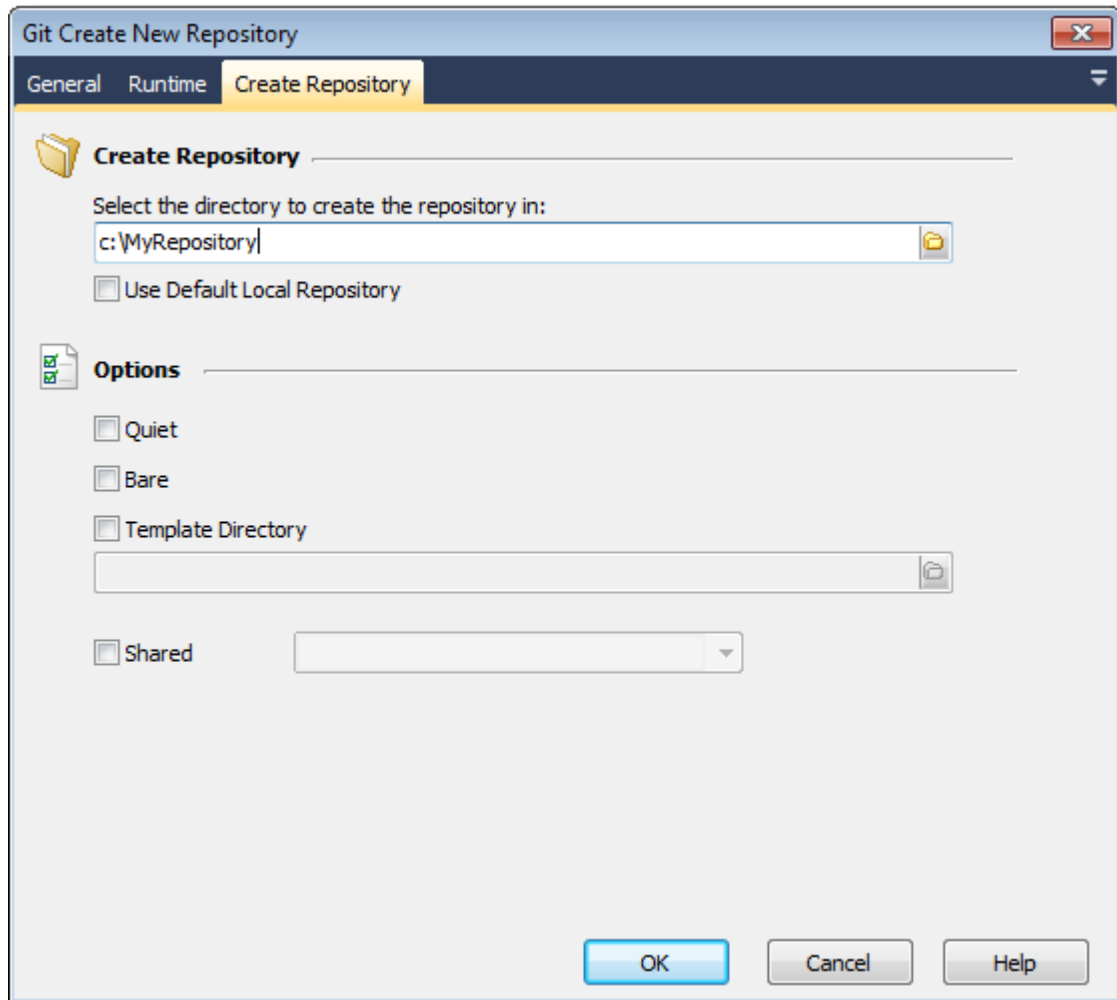 Git Create New Repository
General Runtime Create Repository
Create Repository
Select the directory to create the repository in:
c:\MyRepository
Use Default Local Repository
Options
Quiet
Bare
Template Directory
Shared
OK Cancel Help